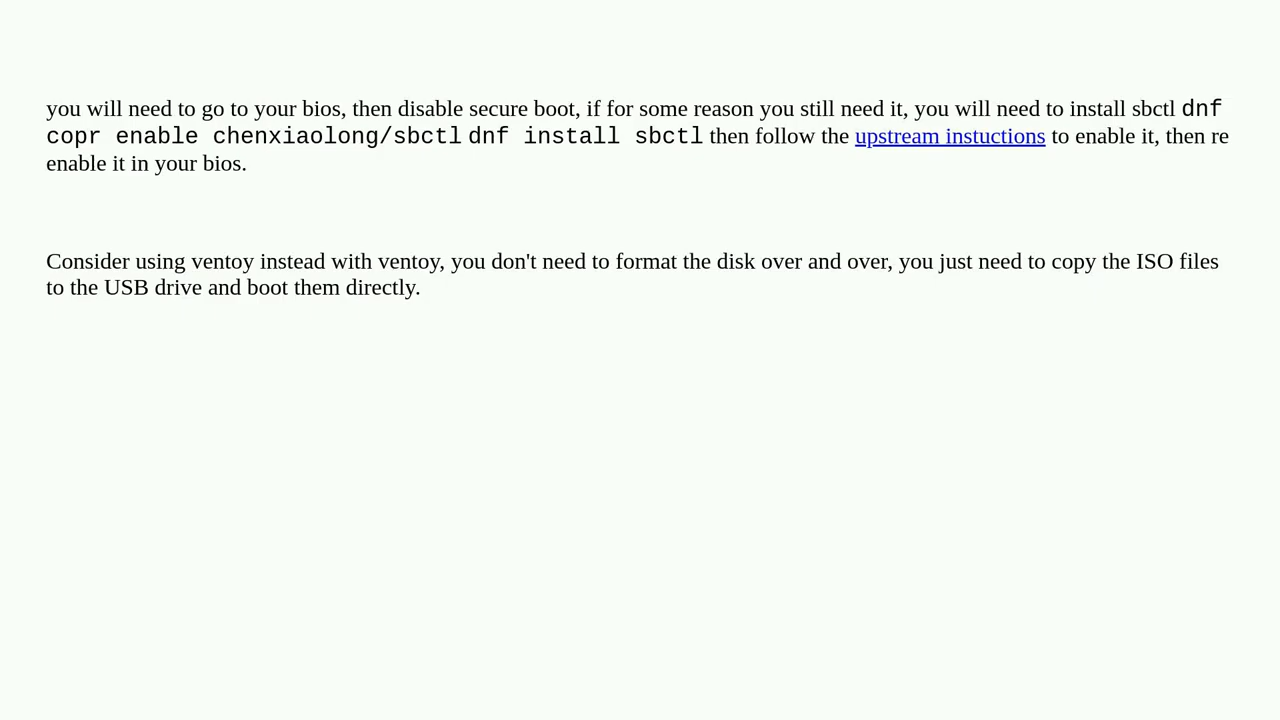 you will need to go to your bios, then disable secure boot, if for some reason you still need it, you will need to install sbctl dnf
copr enable chenxiaolong/sbctl dnf install sbctl then follow the upstream instuctions to enable it, then re
enable it in your bios.
Consider using ventoy instead with ventoy, you don't need to format the disk over and over, you just need to copy the ISO files
to the USB drive and boot them directly.